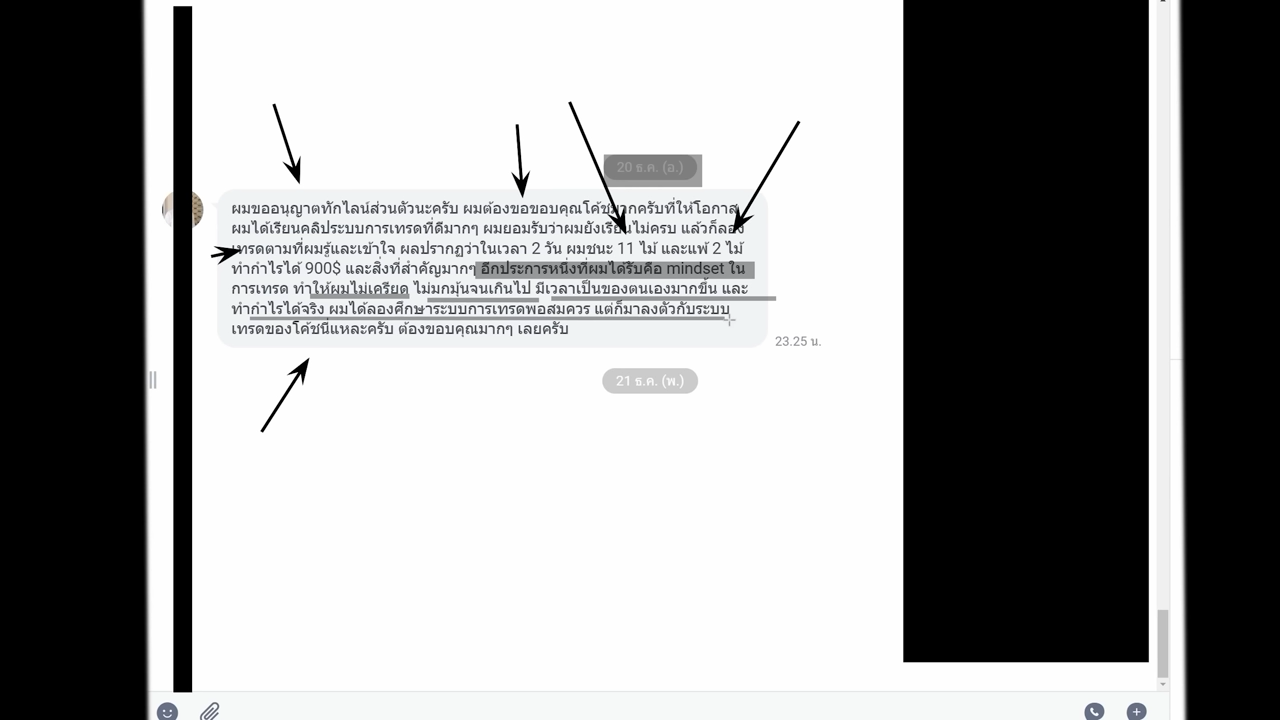 20 ธ.ค. (อ.)
ผมขออนุญาตทักไลน์ส่วนตัวนะครับ ผมต้องขอขอบคุณโค้ชมากครับที่ให้โอกาส
ผมได้เรียนคลิประบบการเทรดที่ดีมากๆ ผมยอมรับว่าผมยังเรียนไม่ครบ แล้วก็ลอง
เทรดตามที่ผมรู้และเข้าใจ ผลปรากฏว่าในเวลา 2 วัน ผมชนะ 11 ไม้ และแพ้ 2 ไม้
ทำกำไรได้ 900$ และสิ่งที่สำคัญมากๆ อีกประการหนึ่งที่ผมได้รับคือ mindset ใน
การเทรด ทำให้ผมไม่เครียด ไม่มกมุ้นจนเกินไป มีเวลาเป็นของตนเองมากขึ้น และ
ทำกำไรได้จริง ผมได้ลองศึกษาระบบการเทรดพอสมควร แต่ก็มาลงตัวกับระบบ
เทรดของโค้ชนี่แหละครับ ต้องขอบคุณมากๆ เลยครับ
23.25 น.
21 ธ.ค. (พ.)